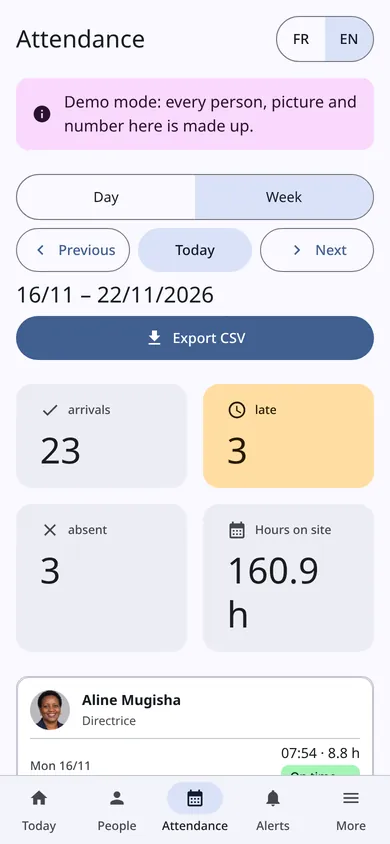 Attendance
FR
EN
Demo mode: every person, picture and
number here is made up.
Day
Week
Previous
Today
Next
16/11 – 22/11/2026
Export CSV
arrivals
23
late
3
absent
3
Hours on site
160.9
h
Aline Mugisha
Directrice
07:54 · 8.8 h
Mon 16/11
On time
Today
People
Attendance
Alerts
More